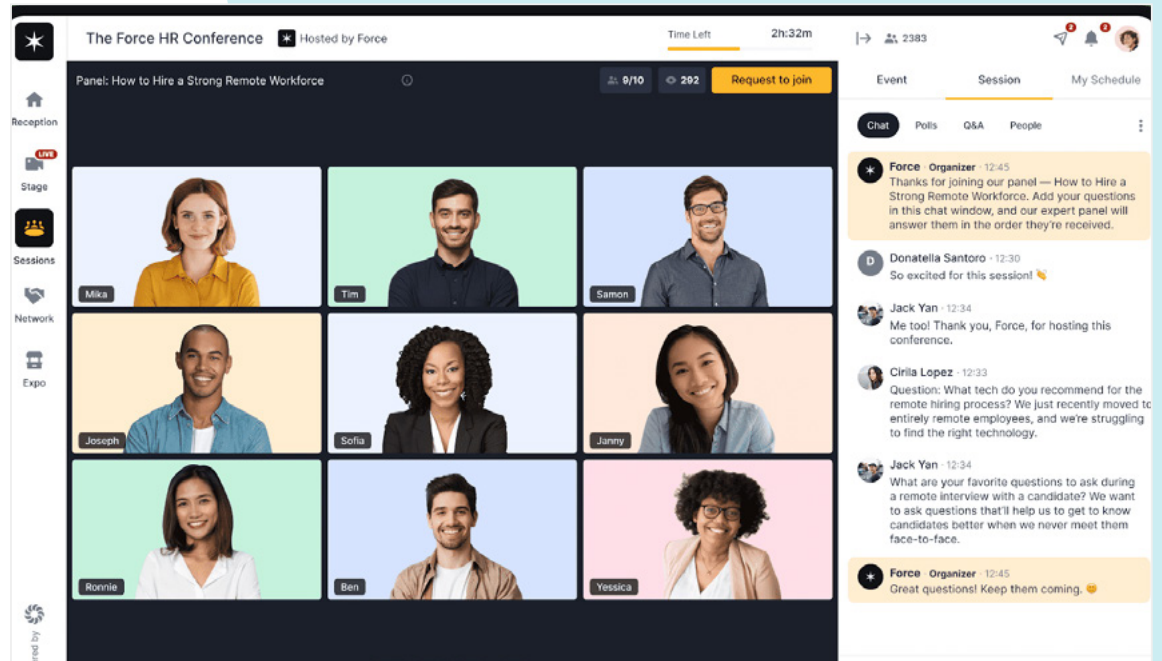 The Force HR Conference
Hosted by Force
Time Left
2h:32m
2383
2
2
Reception
LIVE
Stage
Sessions
Network
Expo
Panel: How to Hire a Strong Remote Workforce
9/10
292
Request to join
Mika
Tim
Samon
Joseph
Sofia
Janny
Ronnie
Ben
Yessica
Event
Session
My Schedule
Chat
Polls
Q&A
People
Force · Organizer · 12:45
Thanks for joining our panel — How to Hire a
Strong Remote Workforce. Add your questions
in this chat window, and our expert panel will
answer them in the order they're received.
D
Donatella Santoro · 12:30
So excited for this session! 👏
Jack Yan · 12:34
Me too! Thank you, Force, for hosting this
conference.
Cirila Lopez · 12:33
Question: What tech do you recommend for the
remote hiring process? We just recently moved to
entirely remote employees, and we're struggling
to find the right technology.
Jack Yan · 12:34
What are your favorite questions to ask during
a remote interview with a candidate? We want
to ask questions that'll help us to get to know
candidates better when we never meet them
face-to-face.
Force · Organizer · 12:45
Great questions! Keep them coming. 😊